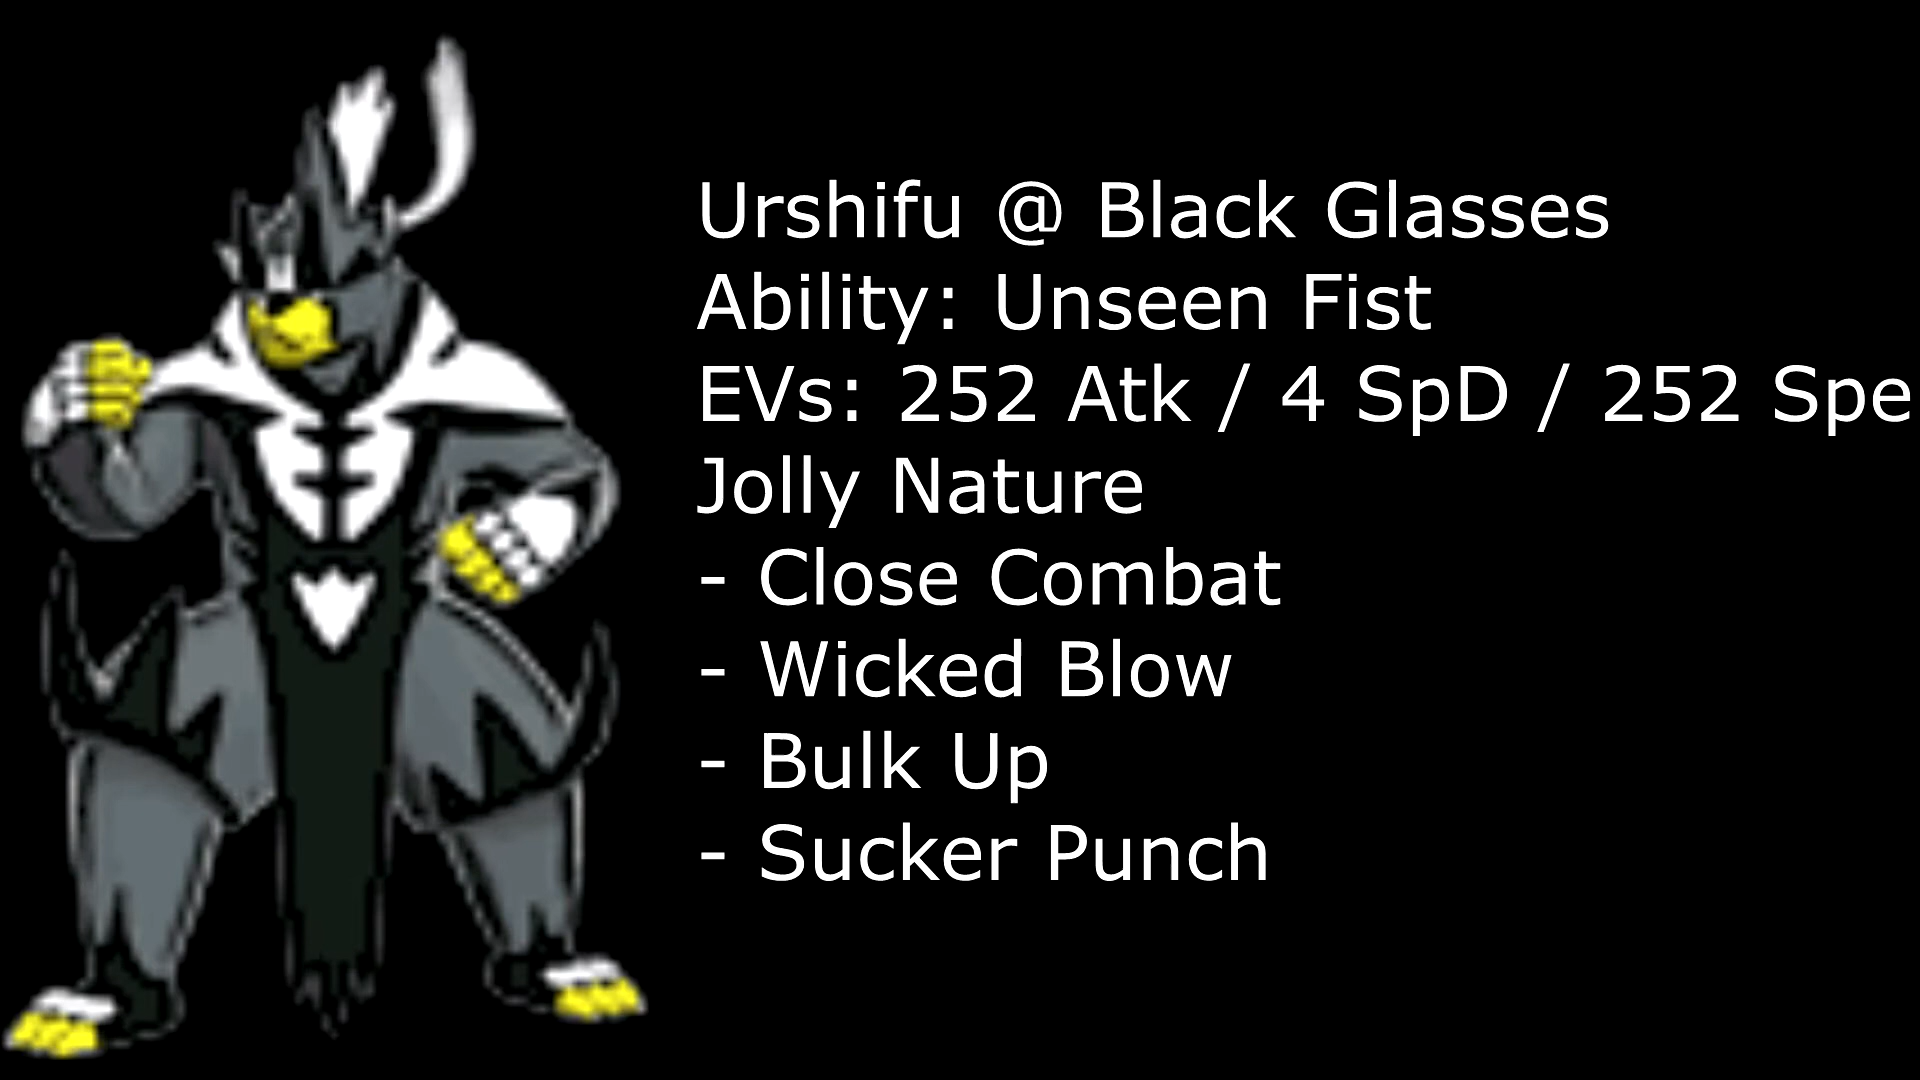 Urshifu @ Black Glasses
Ability: Unseen Fist
EVs: 252 Atk / 4 SpD / 252 Spe
Jolly Nature
- Close Combat
- Wicked Blow
- Bulk Up
- Sucker Punch